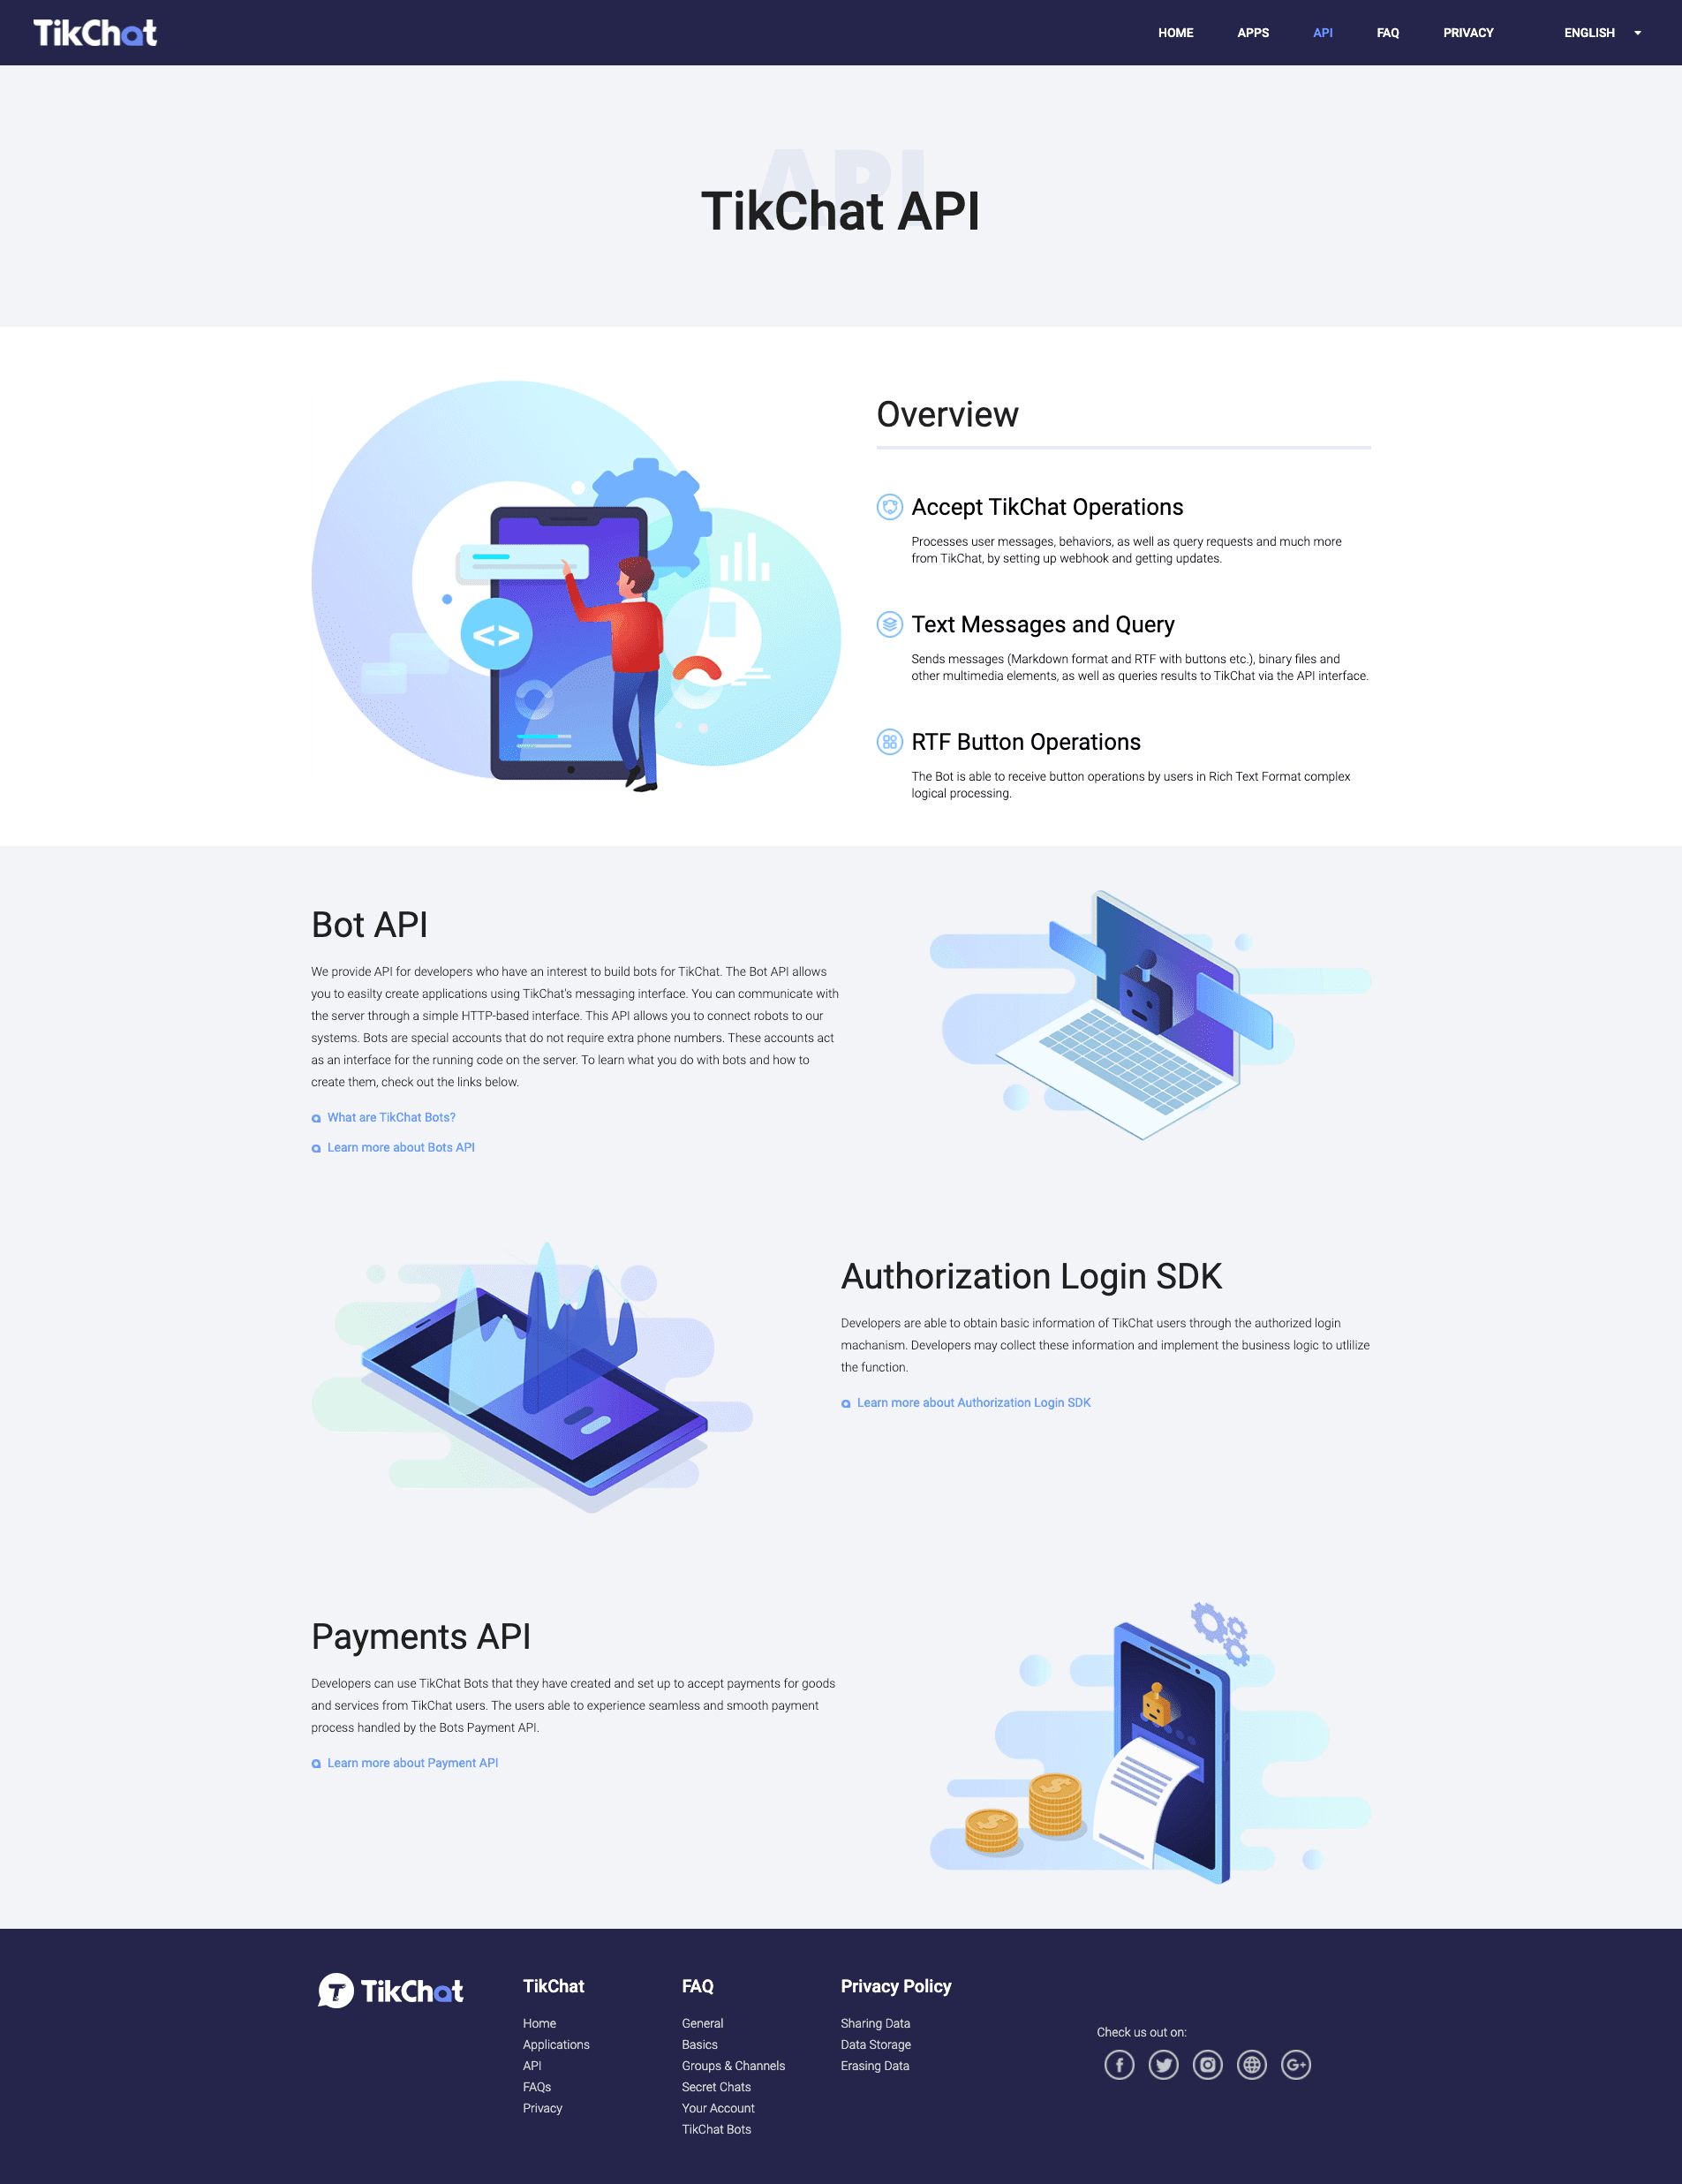 TikChat
HOME APPS API FAQ PRIVACY ENGLISH
API
TikChat API
Overview
Accept TikChat Operations
Processes user messages, behaviors, as well as query requests and much more
from TikChat, by setting up webhook and getting updates.
Text Messages and Query
Sends messages (Markdown format and RTF with buttons etc.), binary files and
other multimedia elements, as well as queries results to TikChat via the API interface.
RTF Button Operations
The Bot is able to receive button operations by users in Rich Text Format complex
logical processing.
<>
Bot API
We provide API for developers who have an interest to build bots for TikChat. The Bot API allows
you to easilty create applications using TikChat's messaging interface. You can communicate with
the server through a simple HTTP-based interface. This API allows you to connect robots to our
systems. Bots are special accounts that do not require extra phone numbers. These accounts act
as an interface for the running code on the server. To learn what you do with bots and how to
create them, check out the links below.
What are TikChat Bots?
Learn more about Bots API
Authorization Login SDK
Developers are able to obtain basic information of TikChat users through the authorized login
machanism. Developers may collect these information and implement the business logic to utlilize
the function.
Learn more about Authorization Login SDK
Payments API
Developers can use TikChat Bots that they have created and set up to accept payments for goods
and services from TikChat users. The users able to experience seamless and smooth payment
process handled by the Bots Payment API.
Learn more about Payment API
TikChat
TikChat
Home
Applications
API
FAQs
Privacy
FAQ
General
Basics
Groups & Channels
Secret Chats
Your Account
TikChat Bots
Privacy Policy
Sharing Data
Data Storage
Erasing Data
Check us out on: